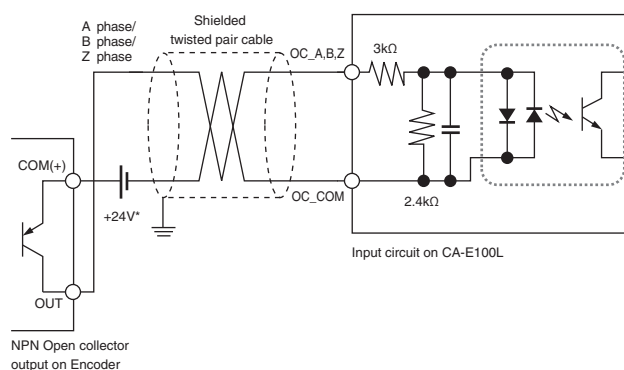 A phase/
B phase/
Z phase
Shielded
twisted pair cable
OC_A,B,Z
3kΩ
COM(+)
+24V*
OC_COM
2.4kΩ
OUT
Input circuit on CA-E100L
NPN Open collector
output on Encoder